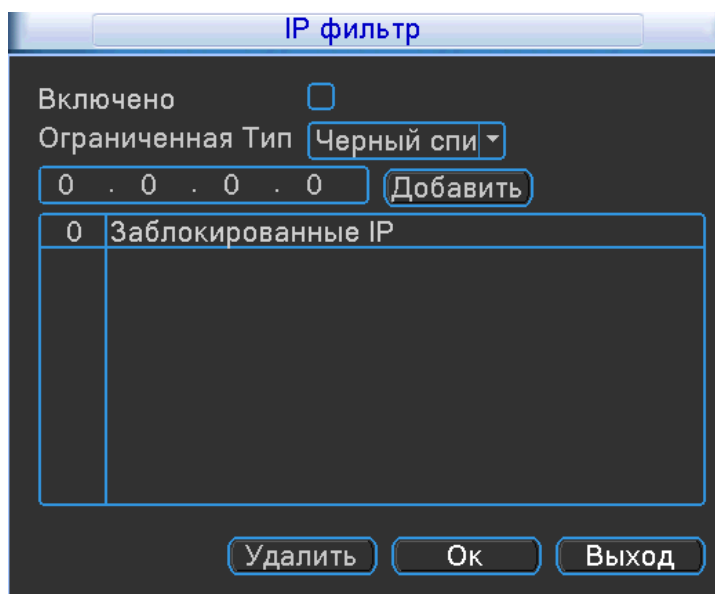 IP фильтр
Включено
Ограниченная Тип Черный спи
0 . 0 . 0 . 0 Добавить
0 Заблокированные IP
Удалить Ок Выход